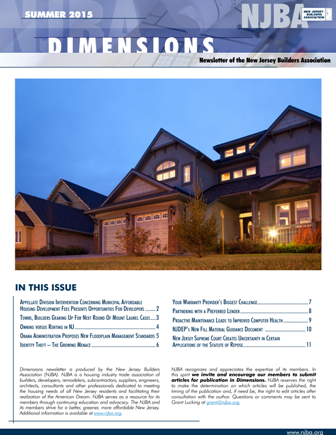 SUMMER 2015
NJBA
NEW JERSEY
BUILDERS
ASSOCIATION
DIMENSIONS
Newsletter of the New Jersey Builders Association
IN THIS ISSUE
APPELLATE DIVISION INTERVENTION CONCERNING MUNICIPAL AFFORDABLE
HOUSING DEVELOPMENT FEES PRESENTS OPPORTUNITIES FOR DEVELOPERS.........2
TOWNS, BUILDERS GEARING UP FOR NEXT ROUND OF MOUNT LAUREL CASES....3
OWNING VERSUS RENTING IN NJ.............................................4
OBAMA ADMINISTRATION PROPOSES NEW FLOODPLAIN MANAGEMENT STANDARDS 5
IDENTITY THEFT – THE GROWING MENACE...................................6
YOUR WARRANTY PROVIDER'S BIGGEST CHALLENGE.............................7
PARTNERING WITH A PREFERRED LENDER......................................8
PROACTIVE MAINTENANCE LEADS TO IMPROVED COMPUTER HEALTH................9
NJDEP'S NEW FILL MATERIAL GUIDANCE DOCUMENT ........................10
NEW JERSEY SUPREME COURT CREATES UNCERTAINTY IN CERTAIN
APPLICATIONS OF THE STATUTE OF REPOSE...................................11
Dimensions newsletter is produced by the New Jersey Builders
Association (NJBA). NJBA is a housing industry trade association of
builders, developers, remodelers, subcontractors, suppliers, engineers,
architects, consultants and other professionals dedicated to meeting
the housing needs of all New Jersey residents and facilitating their
realization of the American Dream. NJBA serves as a resource for its
members through continuing education and advocacy. The NJBA and
its members strive for a better, greener, more affordable New Jersey.
Additional information is available at www.njba.org.
NJBA recognizes and appreciates the expertise of its members. In
this spirit we invite and encourage our members to submit
articles for publication in Dimensions. NJBA reserves the right
to make the determination on which articles will be published, the
timing of the publication and, if need be, the right to edit articles after
consultation with the author. Questions or comments may be sent to
Grant Lucking at grant@njba.org.
www.njba.org